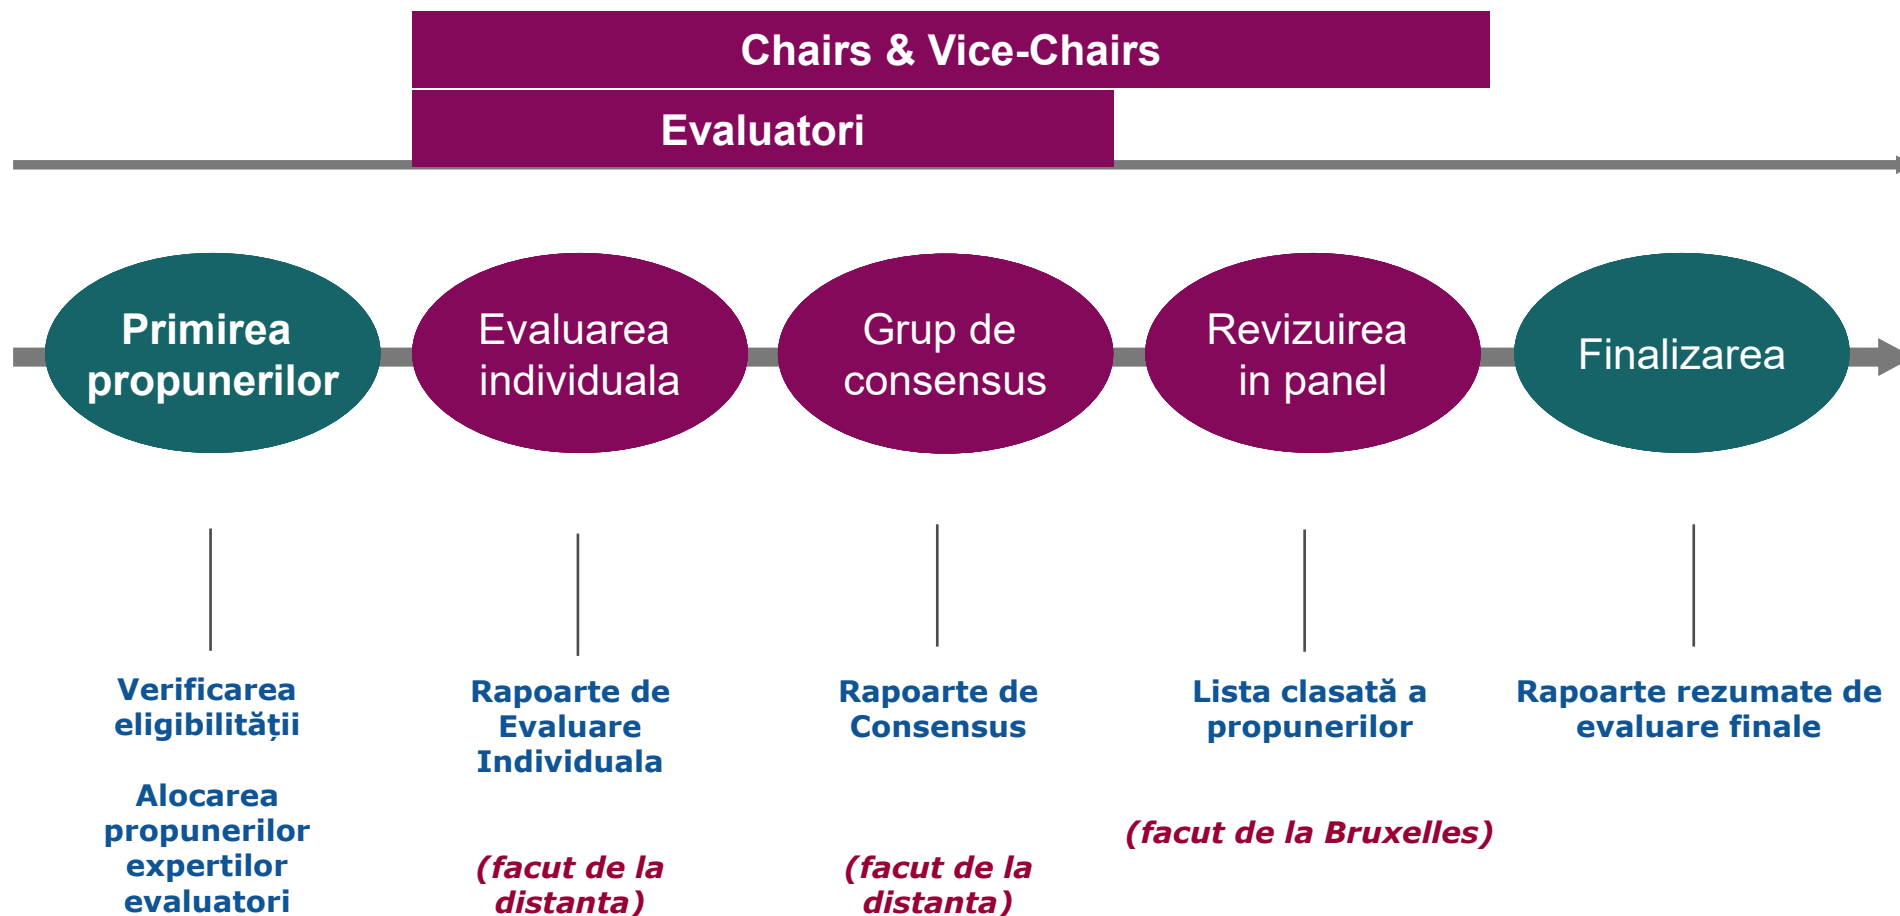 Chairs & Vice-Chairs
Evaluatori
Primirea
propunerilor
Evaluarea
individuala
Grup de
consensus
Revizuirea
in panel
Finalizarea
Verificarea
eligibilității
Alocarea
propunerilor
expertilor
evaluatori
Rapoarte de
Evaluare
Individuala
(facut de la
distanta)
Rapoarte de
Consensus
(facut de la
distanta)
Lista clasată a
propunerilor
(facut de la Bruxelles)
Rapoarte rezumate de
evaluare finale